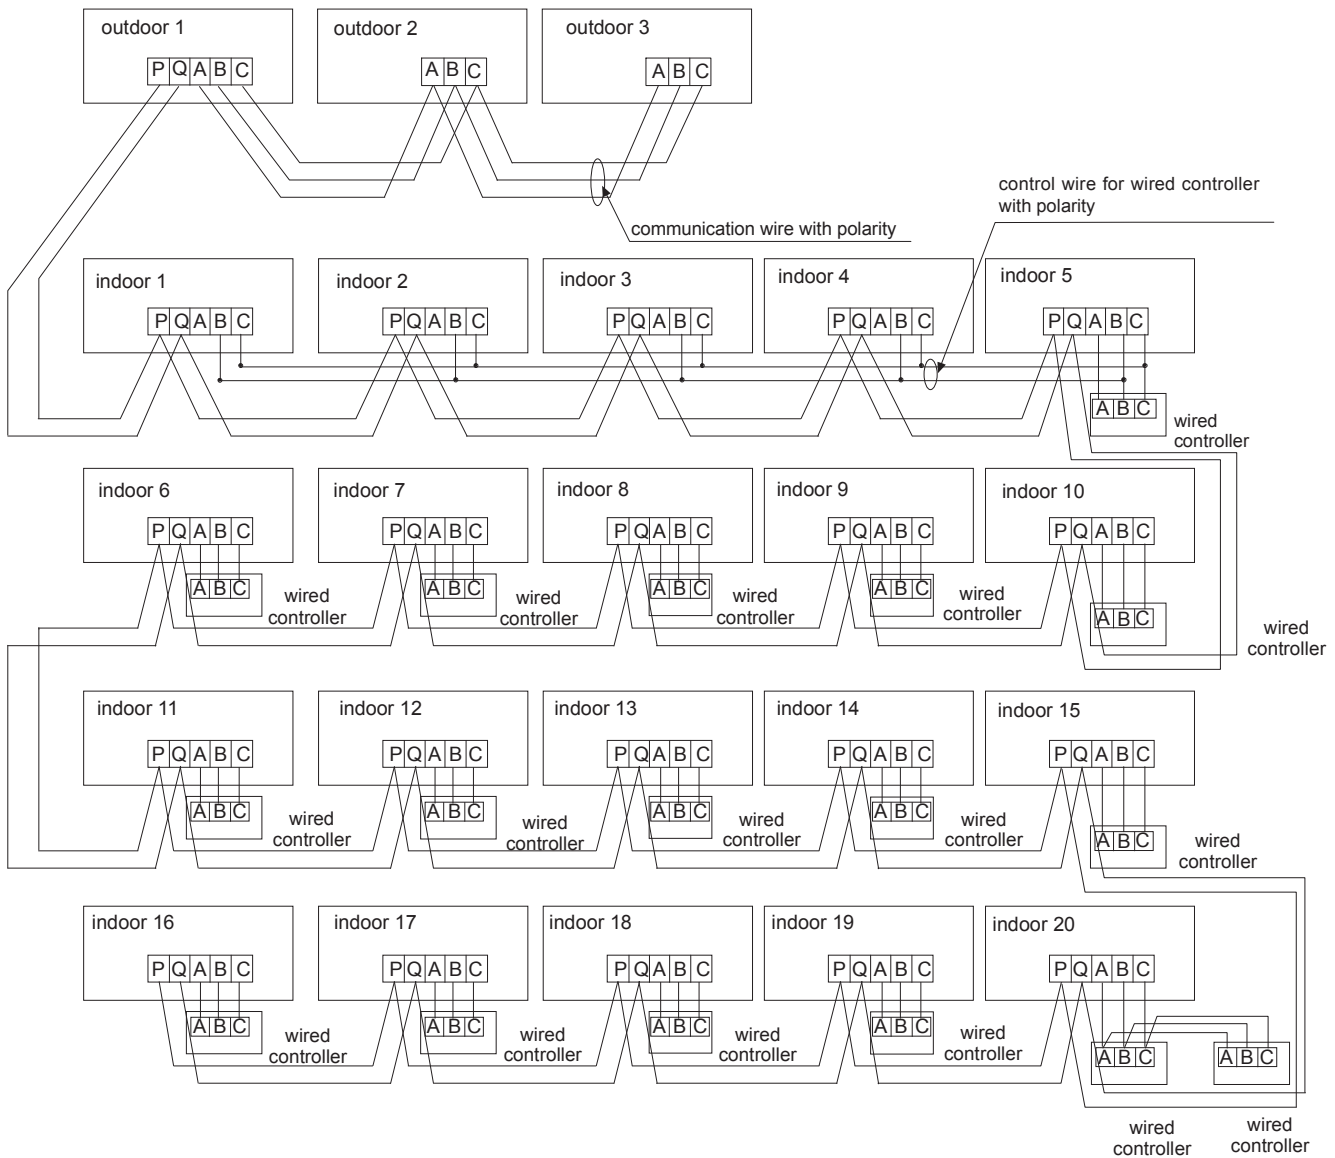 outdoor 1
outdoor 2
outdoor 3
P Q A B C
A B C
A B C
control wire for wired controller
with polarity
communication wire with polarity
indoor 1
indoor 2
indoor 3
indoor 4
indoor 5
P Q A B C
P Q A B C
P Q A B C
P Q A B C
P Q A B C
A B C
wired
controller
indoor 6
indoor 7
indoor 8
indoor 9
indoor 10
P Q A B C
P Q A B C
P Q A B C
P Q A B C
P Q A B C
A B C
wired
controller
A B C
wired
controller
A B C
wired
controller
A B C
wired
controller
A B C
wired
controller
indoor 11
indoor 12
indoor 13
indoor 14
indoor 15
P Q A B C
P Q A B C
P Q A B C
P Q A B C
P Q A B C
A B C
wired
controller
A B C
wired
controller
A B C
wired
controller
A B C
wired
controller
A B C
wired
controller
indoor 16
indoor 17
indoor 18
indoor 19
indoor 20
P Q A B C
P Q A B C
P Q A B C
P Q A B C
P Q A B C
A B C
wired
controller
A B C
wired
controller
A B C
wired
controller
A B C
wired
controller
A B C
A B C
wired
controller
wired
controller